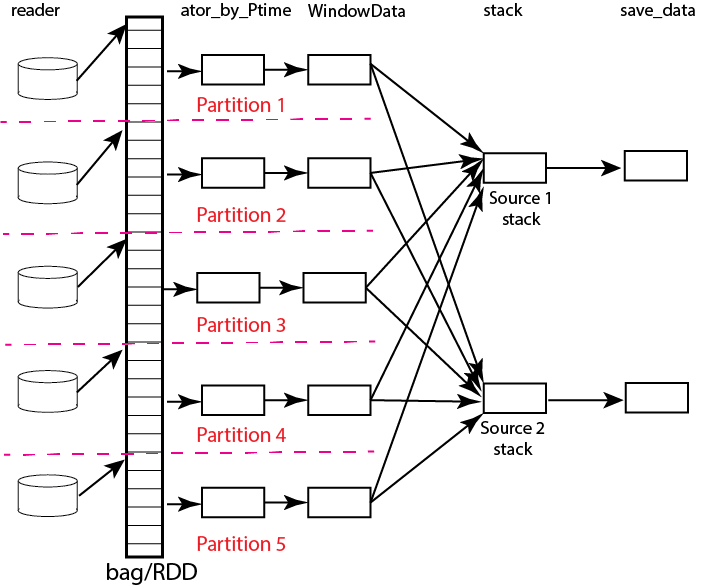 reader ator_by_Ptime WindowData stack save_data
Partition 1
Partition 2
Source 1
stack
Partition 3
Partition 4
Source 2
stack
Partition 5
bag/RDD